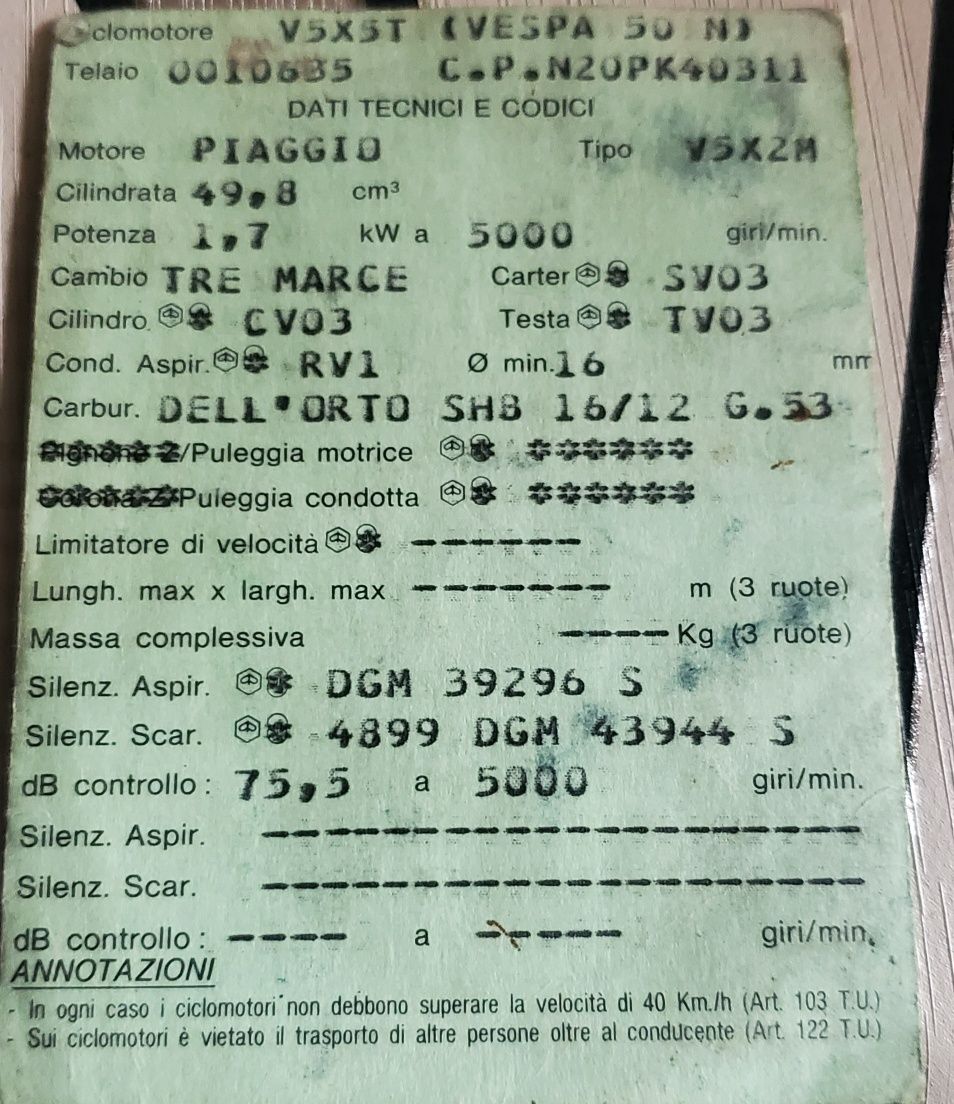 Ciclomotore V5X5T (VESPA 50 N)
Telaio 0010635 C.P.N20PK40311
DATI TECNICI E CODICI
Motore PIAGGIO Tipo V5X2M
Cilindrata 49,8 cm³
Potenza 1,7 kW a 5000 giri/min.
Cambio TRE MARCE Carter SV03
Cilindro CV03 Testa TV03
Cond. Aspir. RV1 Ø min. 16 mm
Carbur. DELL'ORTO SHB 16/12 G.53
Pignone Z/Puleggia motrice ******
Corona Z/Puleggia condotta ******
Limitatore di velocità ------
Lungh. max x largh. max ------- m (3 ruote)
Massa complessiva ---- Kg (3 ruote)
Silenz. Aspir. DGM 39296 S
Silenz. Scar. 4899 DGM 43944 S
dB controllo: 75,5 a 5000 giri/min.
Silenz. Aspir. ------------------
Silenz. Scar. ------------------
dB controllo: ---- a ----- giri/min.
ANNOTAZIONI
- In ogni caso i ciclomotori non debbono superare la velocità di 40 Km./h (Art. 103 T.U.)
- Sui ciclomotori è vietato il trasporto di altre persone oltre al conducente (Art. 122 T.U.)